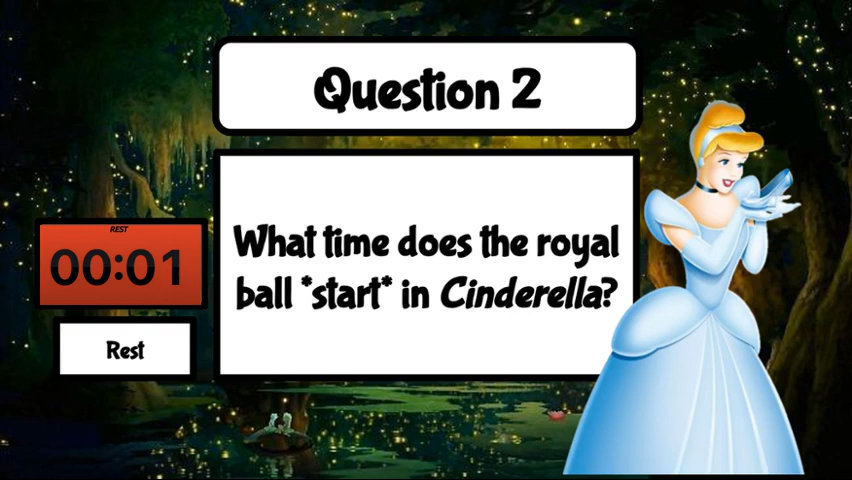 Question 2
REST
00:01
What time does the royal
ball *start* in Cinderella?
Rest